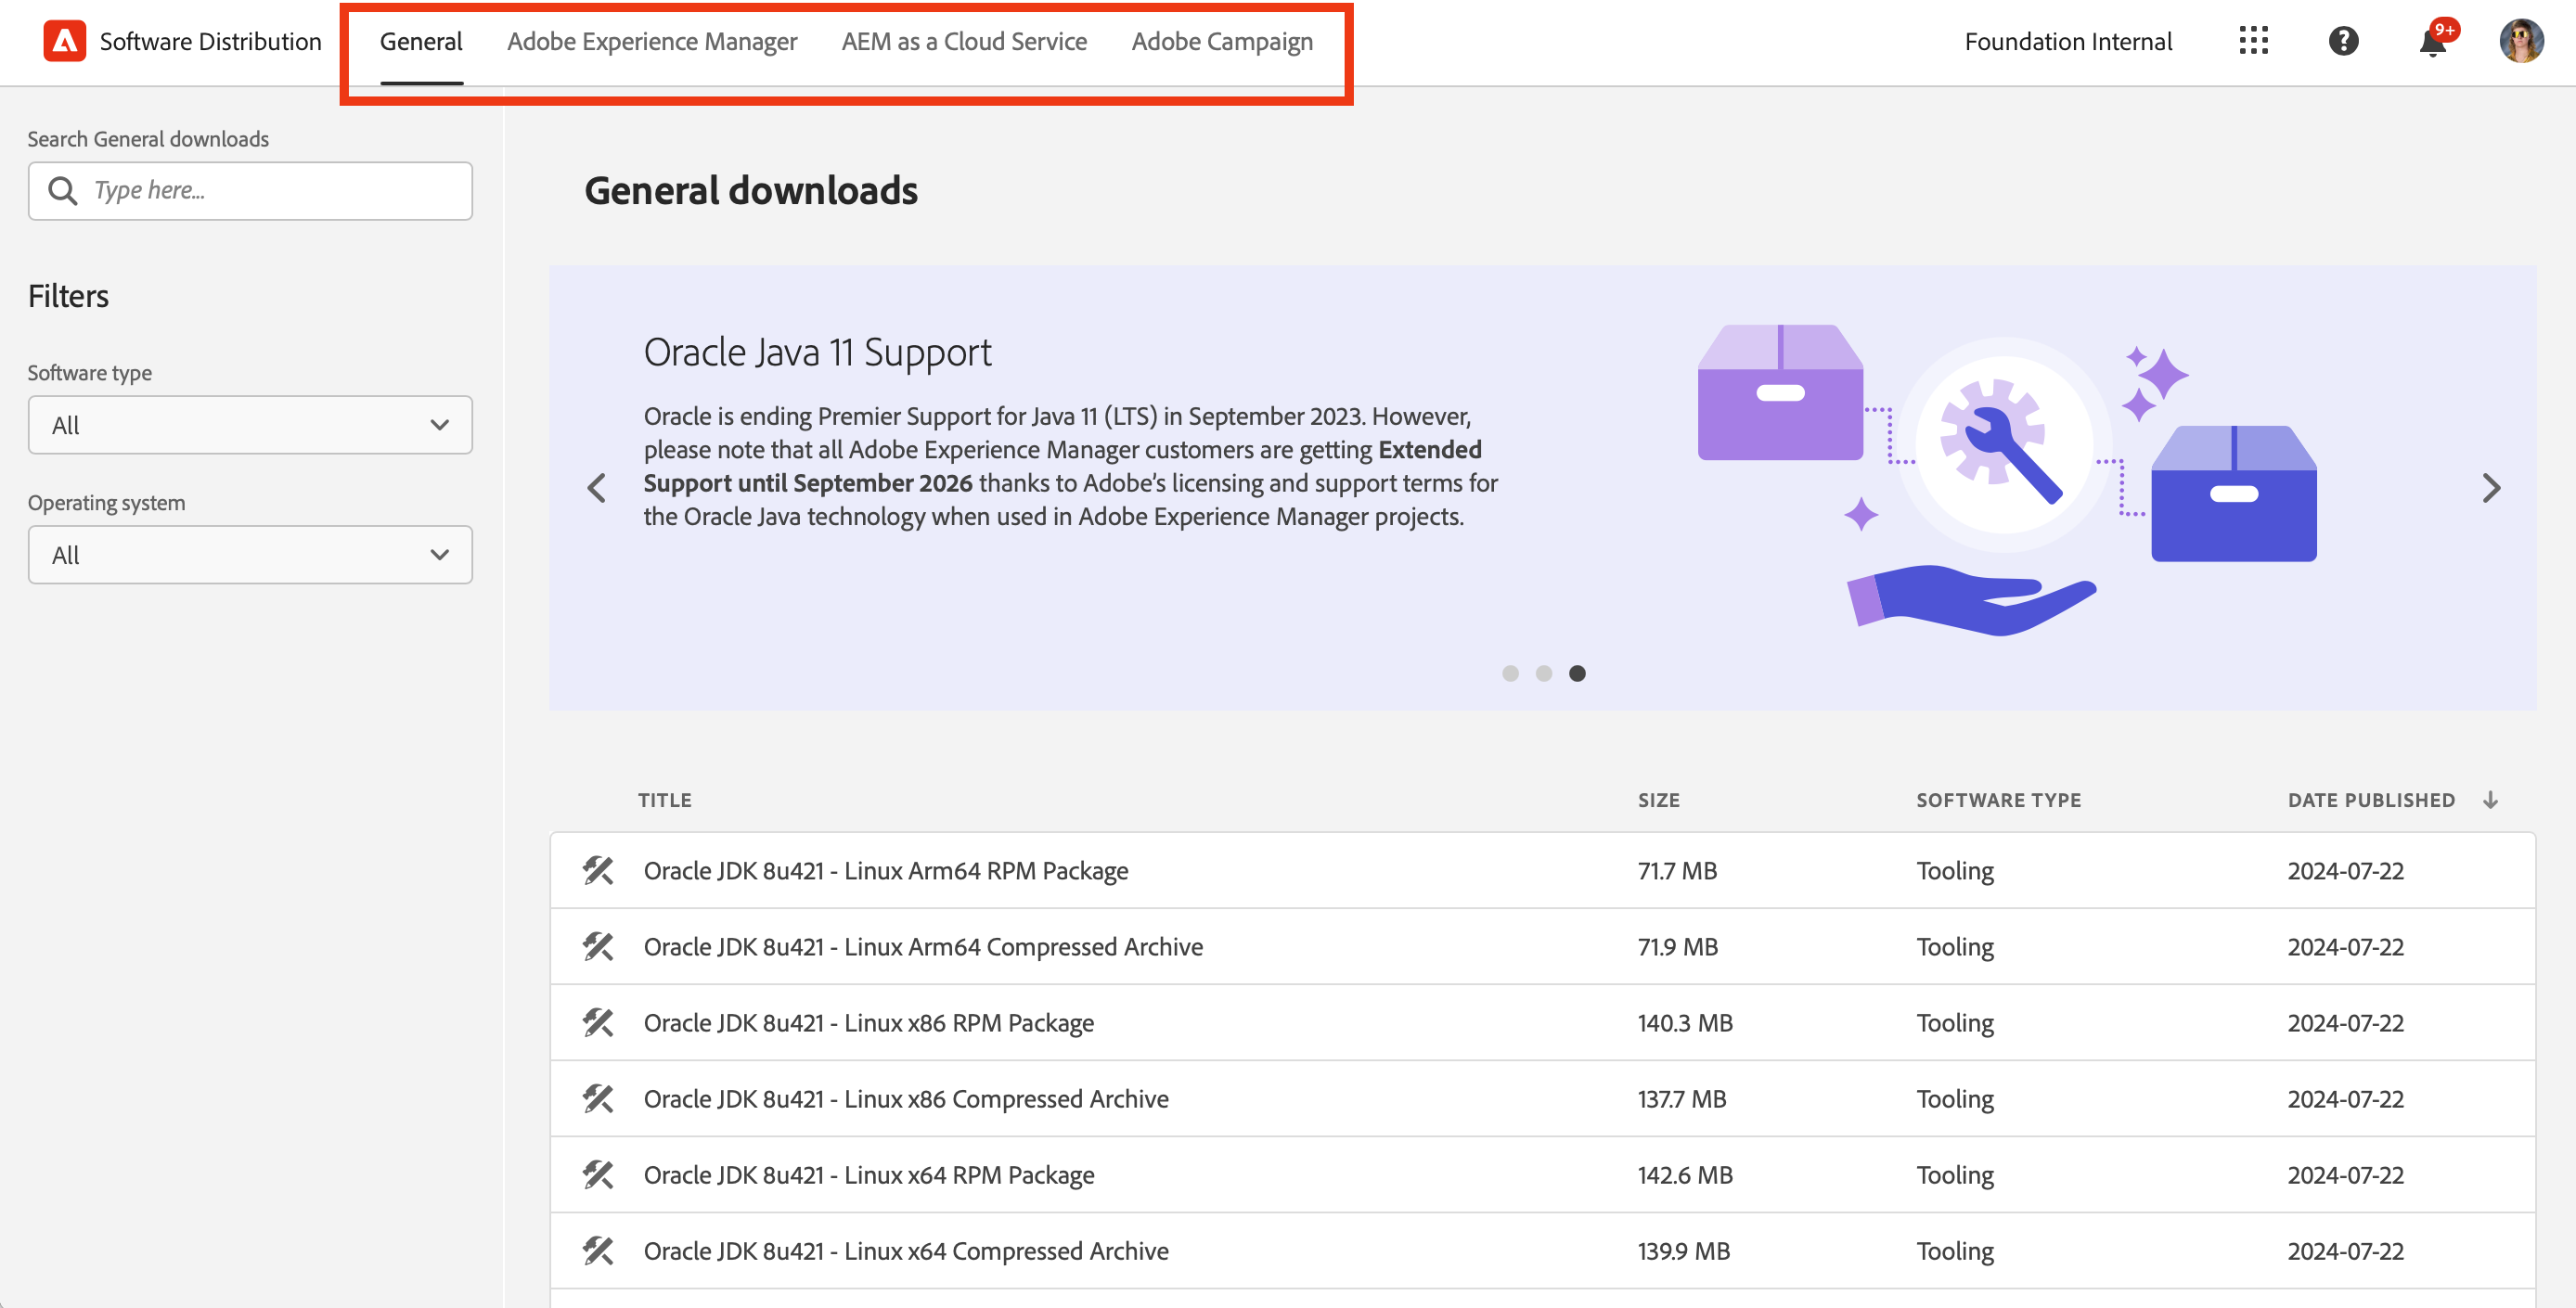 Software Distribution
General
Adobe Experience Manager
AEM as a Cloud Service
Adobe Campaign
Foundation Internal
9+
Search General downloads
Type here...
Filters
Software type
All
Operating system
All
General downloads
Oracle Java 11 Support
Oracle is ending Premier Support for Java 11 (LTS) in September 2023. However,
please note that all Adobe Experience Manager customers are getting Extended
Support until September 2026 thanks to Adobe’s licensing and support terms for
the Oracle Java technology when used in Adobe Experience Manager projects.
TITLE SIZE SOFTWARE TYPE DATE PUBLISHED
Oracle JDK 8u421 - Linux Arm64 RPM Package 71.7 MB Tooling 2024-07-22
Oracle JDK 8u421 - Linux Arm64 Compressed Archive 71.9 MB Tooling 2024-07-22
Oracle JDK 8u421 - Linux x86 RPM Package 140.3 MB Tooling 2024-07-22
Oracle JDK 8u421 - Linux x86 Compressed Archive 137.7 MB Tooling 2024-07-22
Oracle JDK 8u421 - Linux x64 RPM Package 142.6 MB Tooling 2024-07-22
Oracle JDK 8u421 - Linux x64 Compressed Archive 139.9 MB Tooling 2024-07-22